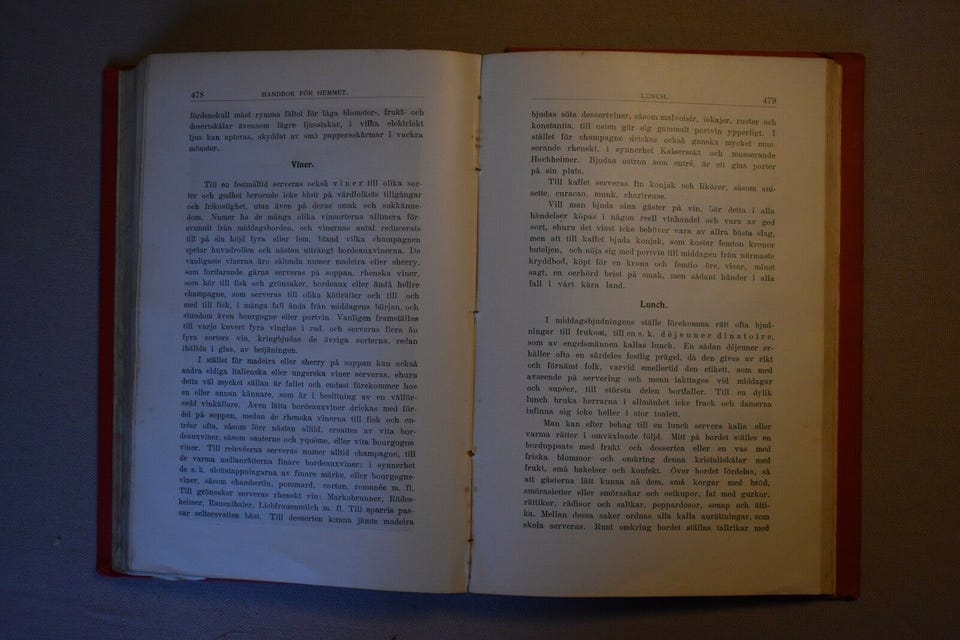 478 HANDBOK FÖR HEMMET.
fördenskull mäst rymma fältet för låga blomster-, frukt- och
dessertskålar ävensom lägre ljusstakar, i vilka elektriskt
ljus kan apteras, skyddat av små pappersskärmar i vackra
mönster.
Viner.
Till en festmåltid serveras också viner till olika sor-
ter och godhet beroende icke blott på värdfolkets tillgångar
och frikostighet, utan även på deras smak och sakkänne-
dom. Numer ha de många olika vinsorterna allimera för-
svunnit från middagsborden, och vinernas antal reducerats
till på sin höjd fyra eller fem, bland vilka champagnen
spelar huvudrollen och nästan utträngt bordeauxvinerna. De
vanligaste vinerna äro sålunda numer madeira eller sherry,
som fortfarande gärna serveras på soppan, rhenska viner,
som hör till fisk och grönsaker, bordeaux eller ändå hellre
champagne, som serveras till olika kötträtter och till och
med till fisk, i många fall ända från middagens början, och
stundom även bourgogne eller portvin. Vanligen framställas
till varje kuvert fyra vinglas i rad. och serveras flera än
fyra sorters vin, kringbjudas de övriga sorterna, redan
ihällda i glas, av betjäningen.
I stället för madeira eller sherry på soppan kan också
andra eldiga italienska eller ungerska viner serveras, ehuru
detta väl mycket sällan är fallet och endast förekommer hos
en eller annan kännare, som är i besittning av en välför-
sedd vinkällare. Även lätta bordeauxviner drickas med för-
del på soppan, medan de rhenska vinerna till fisk och en-
tréer ofta, såsom förr nästan alltid, ersattes av vita bor-
deauxviner, såsom sauterne och yquème, eller vita bourgogne
viner. Till relevéerna serveras numer alltid champagne, till
de varma mellanrätterna finare bordeauxviner; i synnerhet
de s. k. slottstappningarna av finare märke, eller bourgogne-
viner, såsom chambertin, pommard, corton, romanée m. fl.
Till grönsaker serveras rhenskt vin: Markobrunner, Rüdes-
heimer, Rauenthaler, Liebfrauenmilch m. fl. Till sparris pas-
sar seltersvatten bäst. Till desserten kunna jämte madeira
LUNCH. 479
bjudas söta dessertviner, såsom malvoisir, tokajer, ruster och
konstantia, till osten gör sig gammalt portvin ypperligt. I
stället för champagne drickes också ganska mycket mus-
serande rhenskt, i synnerhet Kaisersekt och musserande
Hochheimer. Bjudas ostron som entré, är ett glas porter
på sin plats.
Till kaffet serveras fin konjak och likörer, såsom ani-
sette, curacao, munk, chartreuse.
Vill man bjuda sina gäster på vin, bör detta i alla
händelser köpas i någon reell vinhandel och vara av god
sort, ehuru det visst icke behöver vara av allra bästa slag,
men att till kaffet bjuda konjak, som kostar femton kronor
buteljen, och nöja sig med portvin till middagen från närmaste
kryddbod, köpt för en krona och femtio öre, visar, minst
sagt, en oerhörd brist på smak, men sådant händer i alla
fall i vårt kära land.
Lunch.
I middagsbjudningens ställe förekomma rätt ofta bjud-
ningar till frukost, till en s. k. déjeuner dinatoire,
som av engelsmännen kallas lunch. En sådan déjeuner er-
håller ofta en särdeles festlig prägel, då den gives av rikt
och förnämt folk, varvid emellertid den etikett, som med
avseende på servering och menu iakttages vid middagar
och supéer, till största delen bortfaller. Till en dylik
lunch bruka herrarna i allmänhet icke frack och damerna
infinna sig icke heller i stor toalett.
Man kan efter behag till en lunch servera kalla eller
varma rätter i omväxlande följd. Mitt på bordet ställes en
borduppsats med frukt och desserten eller en vas med
friska blommor och omkring denna kristallskålar med
frukt, små bakelser och konfekt. Över bordet fördelas, så
att gästerna lätt kunna nå dem, små korgar med bröd,
smörasietter eller smöraskar och ostkupor, fat med gurkor,
rättikor, rädisor och saltkar, peppardosor, senap och ätti-
ka. Mellan dessa saker ordnas alla kalla anrättningar, som
skola serveras. Runt omkring bordet ställas tallrikar med